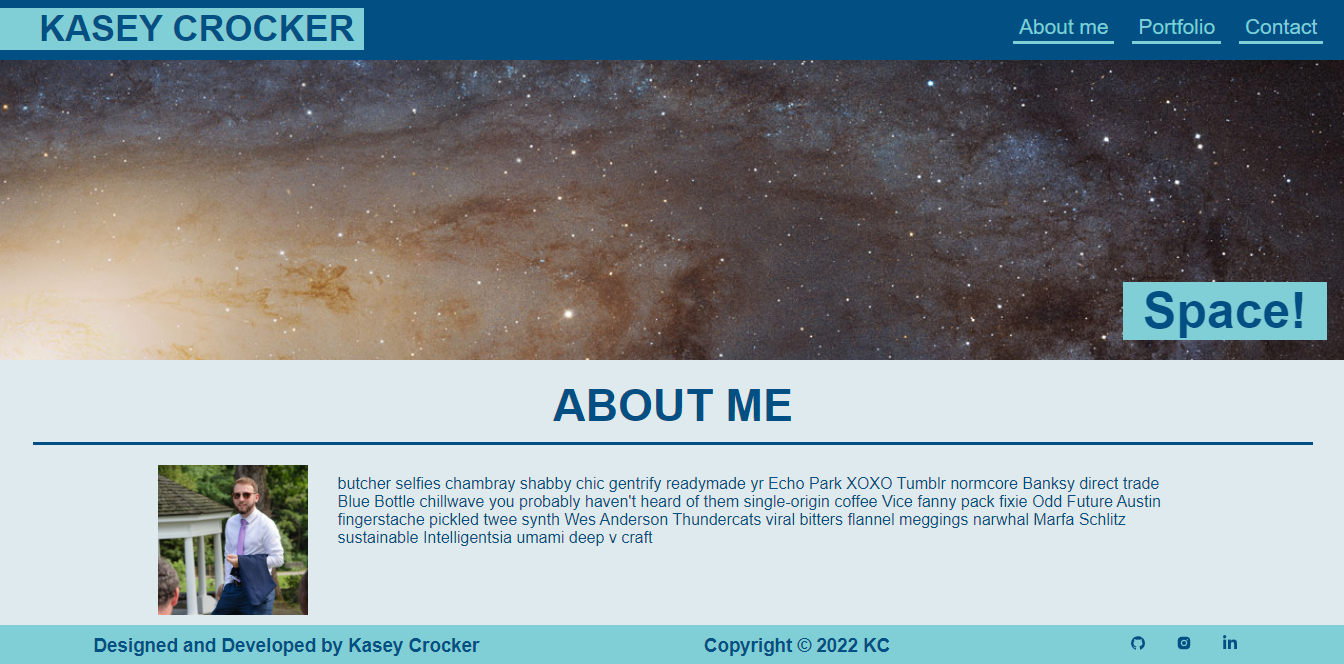 KASEY CROCKER
About me Portfolio Contact
Space!
ABOUT ME
butcher selfies chambray shabby chic gentrify readymade yr Echo Park XOXO Tumblr normcore Banksy direct trade
Blue Bottle chillwave you probably haven't heard of them single-origin coffee Vice fanny pack fixie Odd Future Austin
fingerstache pickled twee synth Wes Anderson Thundercats viral bitters flannel meggings narwhal Marfa Schlitz
sustainable Intelligentsia umami deep v craft
Designed and Developed by Kasey Crocker
Copyright © 2022 KC
in